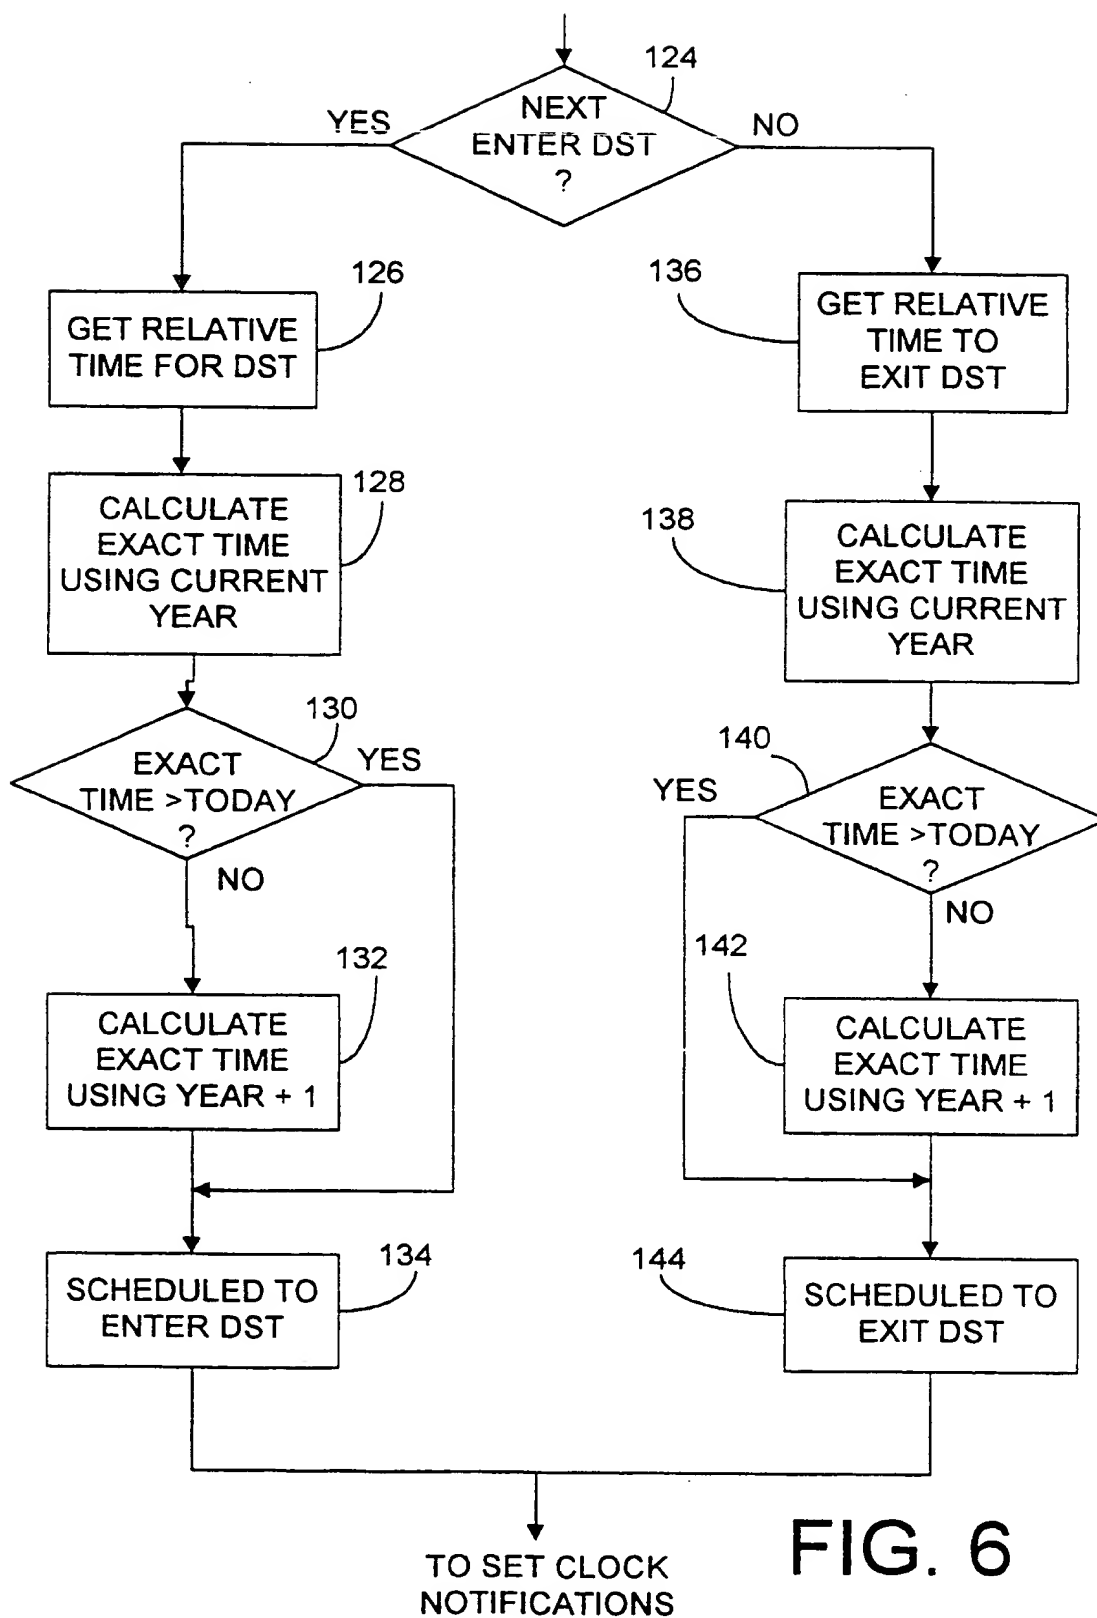 124
NEXT
ENTER DST
?
YES
NO
126
GET RELATIVE
TIME FOR DST
136
GET RELATIVE
TIME TO
EXIT DST
128
CALCULATE
EXACT TIME
USING CURRENT
YEAR
138
CALCULATE
EXACT TIME
USING CURRENT
YEAR
130
EXACT
TIME >TODAY
?
YES
NO
140
EXACT
TIME >TODAY
?
YES
NO
132
CALCULATE
EXACT TIME
USING YEAR + 1
142
CALCULATE
EXACT TIME
USING YEAR + 1
134
SCHEDULED TO
ENTER DST
144
SCHEDULED TO
EXIT DST
TO SET CLOCK
NOTIFICATIONS
FIG. 6